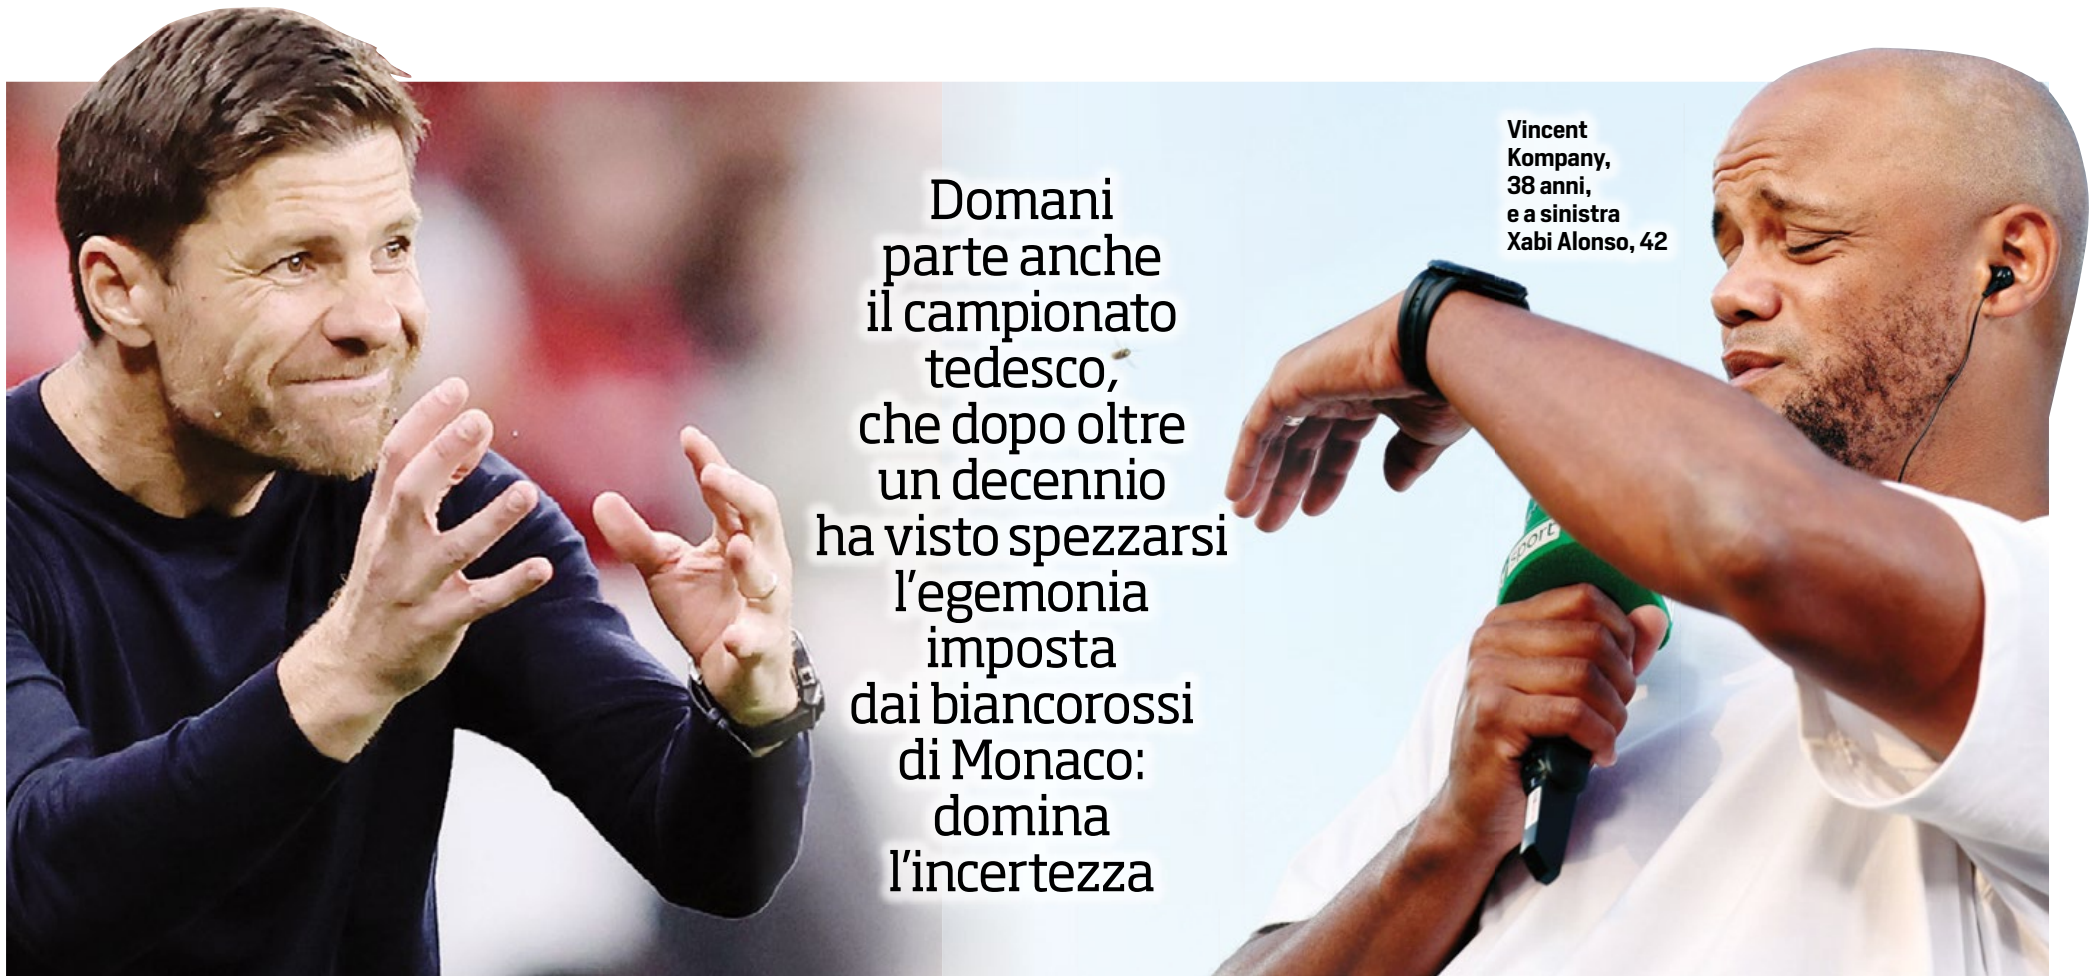 Domani
parte anche
il campionato
tedesco,
che dopo oltre
un decennio
ha visto spezzarsi
l'egemonia
imposta
dai biancorossi
di Monaco:
domina
l'incertezza
Vincent
Kompany,
38 anni,
e a sinistra
Xabi Alonso, 42
sport